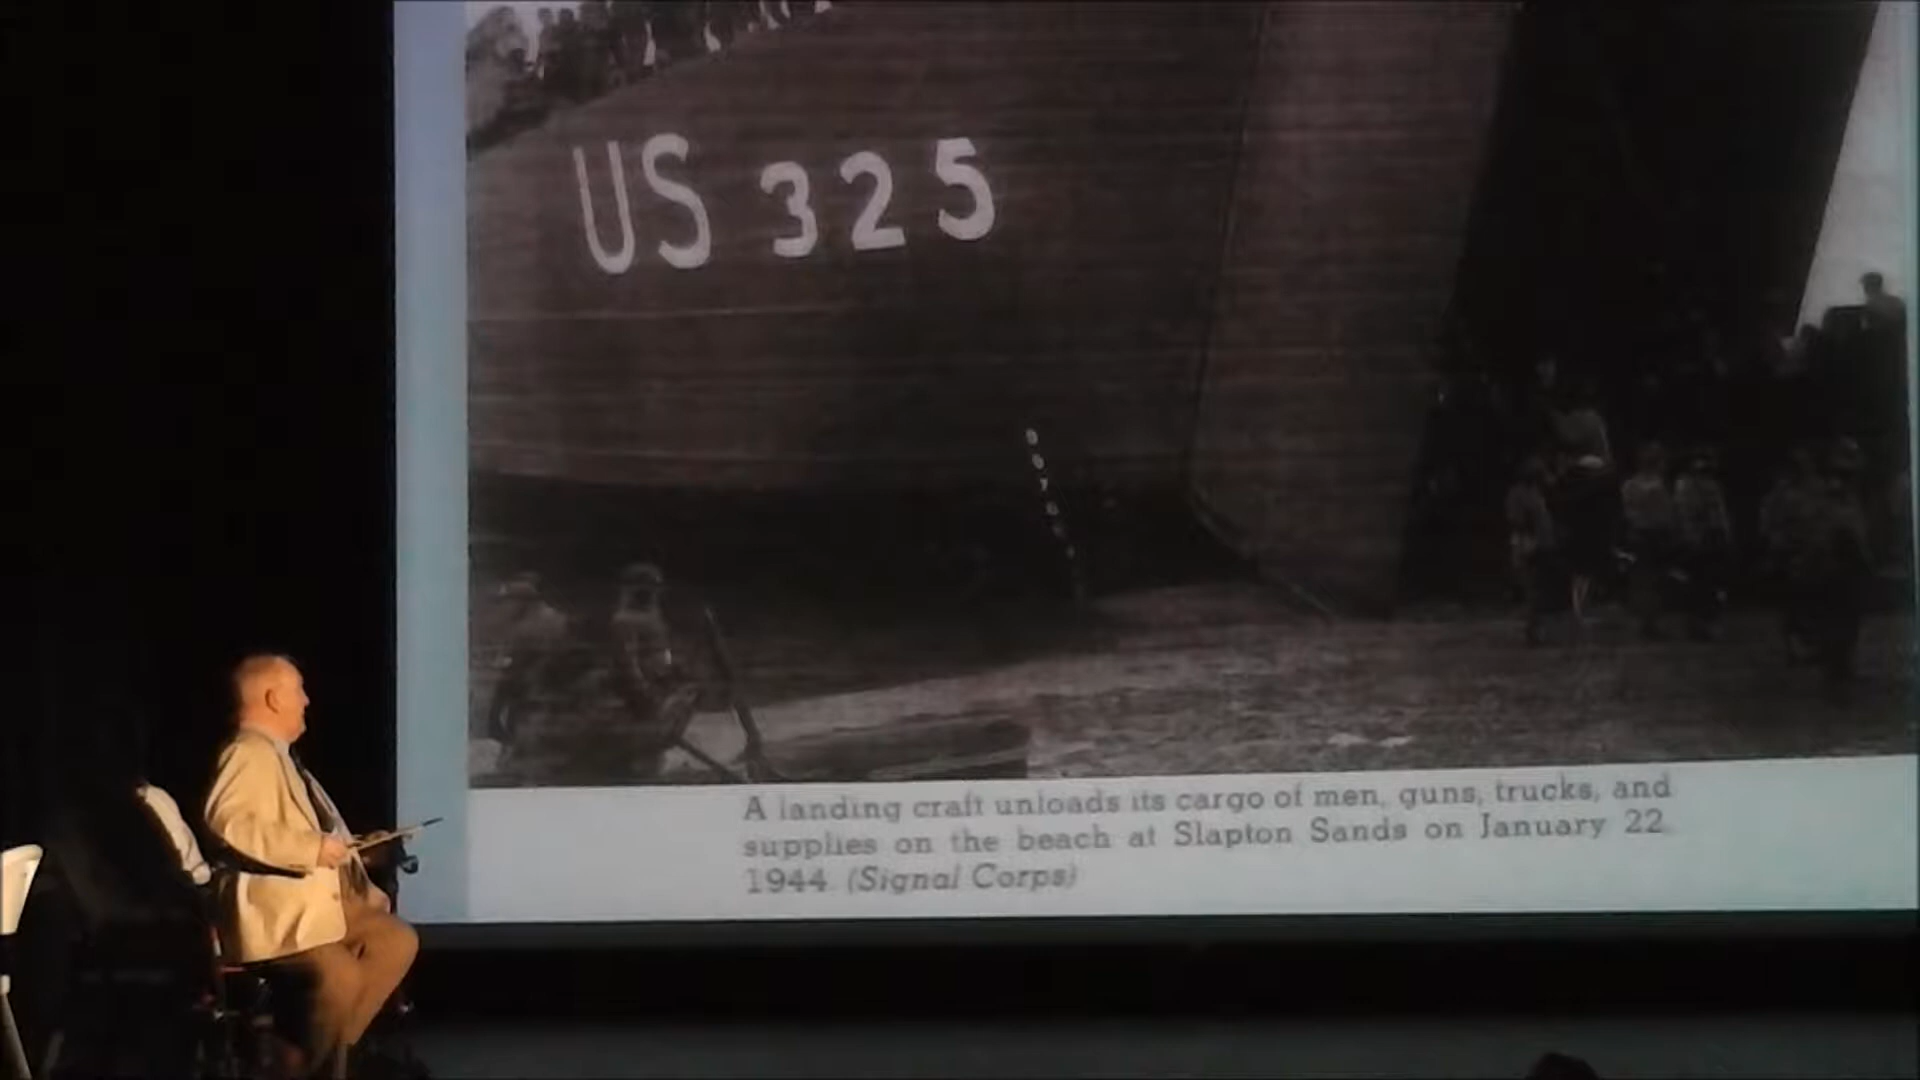 US 325
A landing craft unloads its cargo of men, guns, trucks, and
supplies on the beach at Slapton Sands on January 22
1944 (Signal Corps)